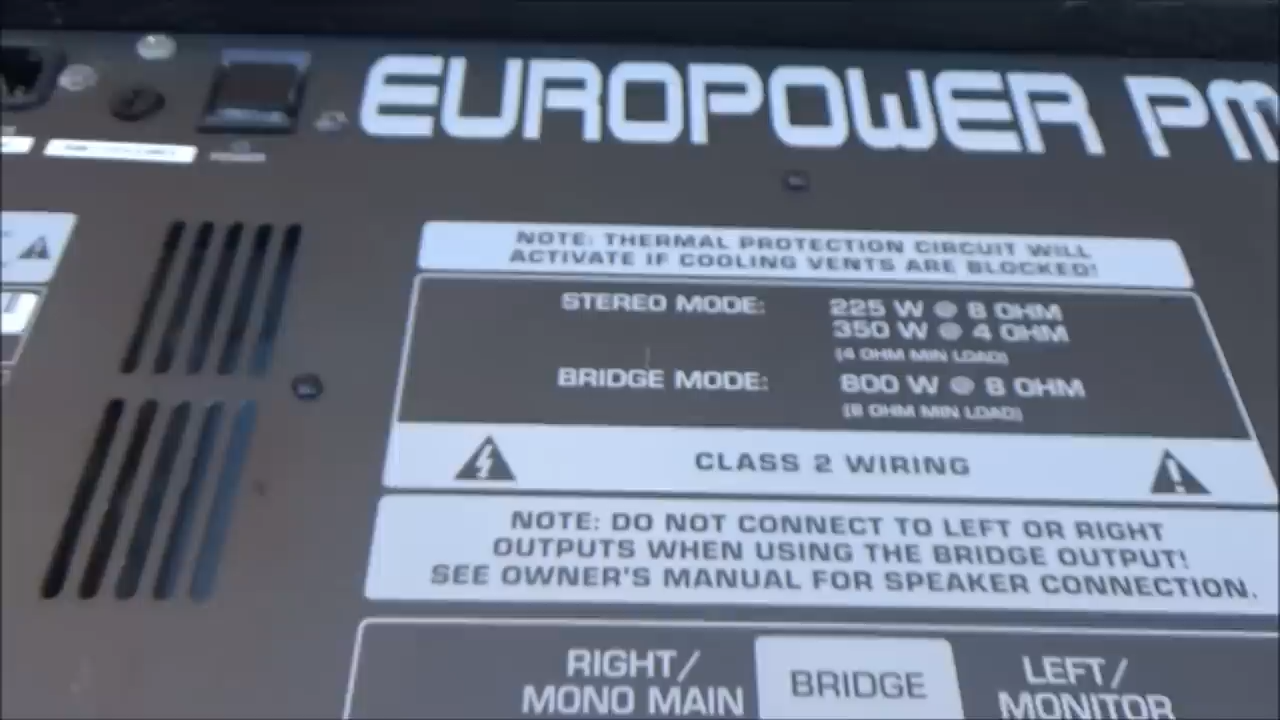 EUROPOWER PM
NOTE: THERMAL PROTECTION CIRCUIT WILL
ACTIVATE IF COOLING VENTS ARE BLOCKED!
STEREO MODE: 225 W @ 8 OHM
350 W @ 4 OHM
(4 OHM MIN LOAD)
BRIDGE MODE: 800 W @ 8 OHM
(8 OHM MIN LOAD)
CLASS 2 WIRING
NOTE: DO NOT CONNECT TO LEFT OR RIGHT
OUTPUTS WHEN USING THE BRIDGE OUTPUT!
SEE OWNER'S MANUAL FOR SPEAKER CONNECTION.
RIGHT/
MONO MAIN
BRIDGE
LEFT/
MONITOR